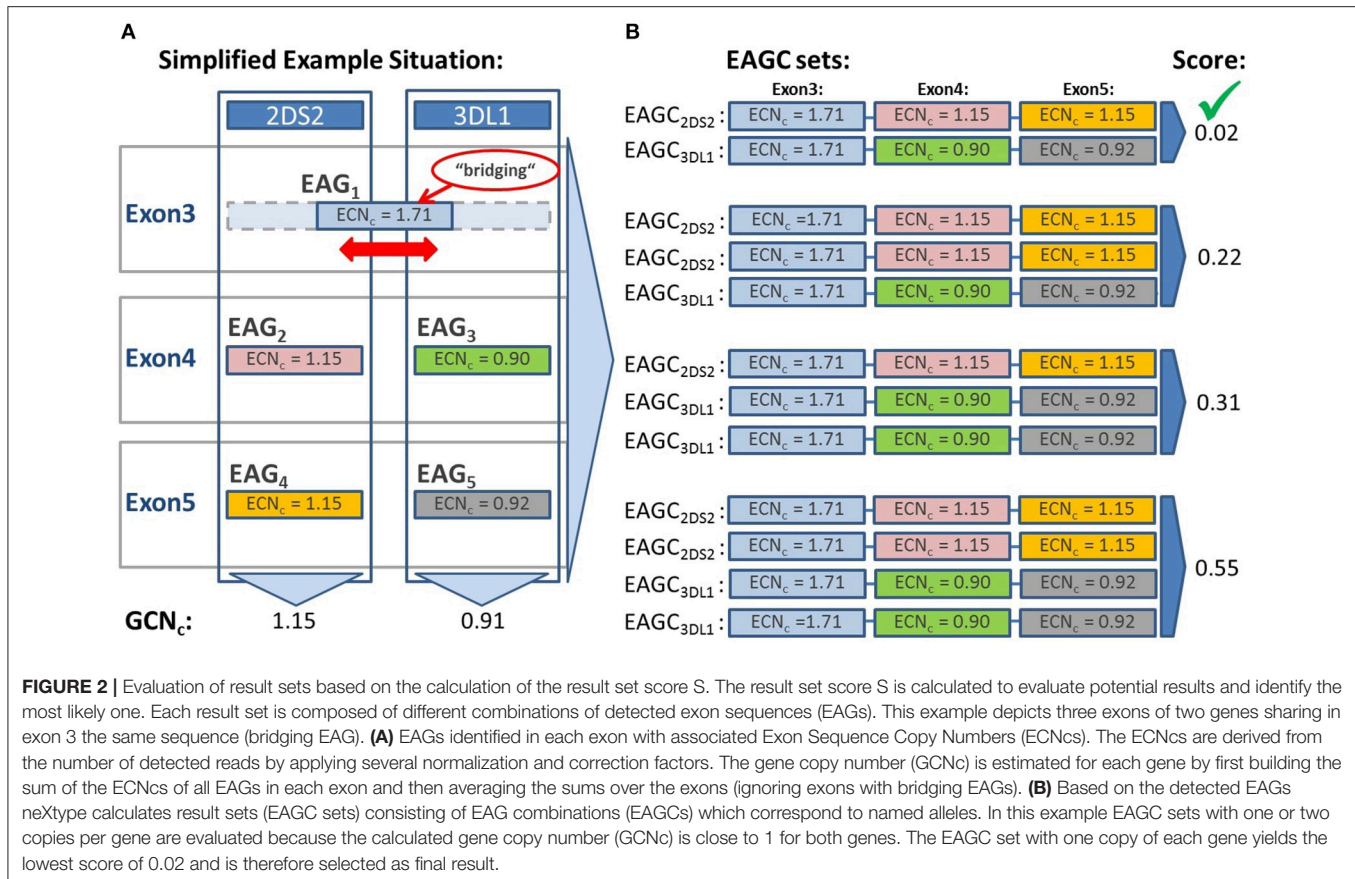 A
Simplified Example Situation:
2DS2
3DL1
"bridging"
Exon3
EAG1
ECNc = 1.71
Exon4
EAG2
ECNc = 1.15
EAG3
ECNc = 0.90
Exon5
EAG4
ECNc = 1.15
EAG5
ECNc = 0.92
GCNc:
1.15
0.91
B
EAGC sets:
Score:
Exon3:
Exon4:
Exon5:
EAGC2DS2: ECNc = 1.71 ECNc = 1.15 ECNc = 1.15
EAGC3DL1: ECNc = 1.71 ECNc = 0.90 ECNc = 0.92
0.02
EAGC2DS2: ECNc =1.71 ECNc = 1.15 ECNc = 1.15
EAGC2DS2: ECNc = 1.71 ECNc = 1.15 ECNc = 1.15
EAGC3DL1: ECNc = 1.71 ECNc = 0.90 ECNc = 0.92
0.22
EAGC2DS2: ECNc = 1.71 ECNc = 1.15 ECNc = 1.15
EAGC3DL1: ECNc = 1.71 ECNc = 0.90 ECNc = 0.92
EAGC3DL1: ECNc = 1.71 ECNc = 0.90 ECNc = 0.92
0.31
EAGC2DS2: ECNc = 1.71 ECNc = 1.15 ECNc = 1.15
EAGC2DS2: ECNc = 1.71 ECNc = 1.15 ECNc = 1.15
EAGC3DL1: ECNc = 1.71 ECNc = 0.90 ECNc = 0.92
EAGC3DL1: ECNc =1.71 ECNc = 0.90 ECNc = 0.92
0.55
FIGURE 2 | Evaluation of result sets based on the calculation of the result set score S. The result set score S is calculated to evaluate potential results and identify the
most likely one. Each result set is composed of different combinations of detected exon sequences (EAGs). This example depicts three exons of two genes sharing in
exon 3 the same sequence (bridging EAG). (A) EAGs identified in each exon with associated Exon Sequence Copy Numbers (ECNcs). The ECNcs are derived from
the number of detected reads by applying several normalization and correction factors. The gene copy number (GCNc) is estimated for each gene by first building the
sum of the ECNcs of all EAGs in each exon and then averaging the sums over the exons (ignoring exons with bridging EAGs). (B) Based on the detected EAGs
neXtype calculates result sets (EAGC sets) consisting of EAG combinations (EAGCs) which correspond to named alleles. In this example EAGC sets with one or two
copies per gene are evaluated because the calculated gene copy number (GCNc) is close to 1 for both genes. The EAGC set with one copy of each gene yields the
lowest score of 0.02 and is therefore selected as final result.